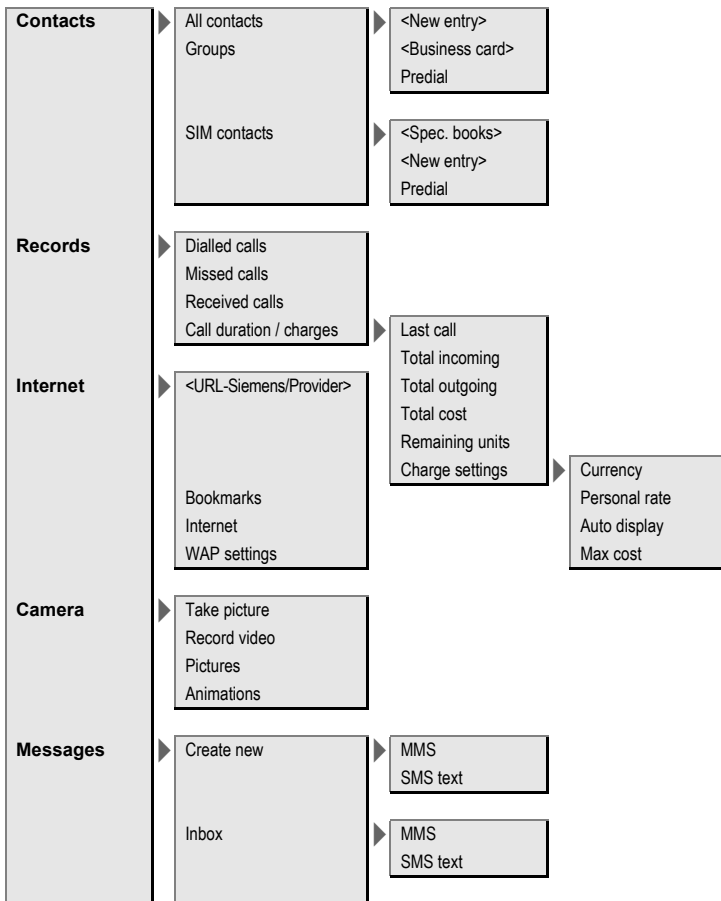 Contacts
All contacts
<New entry>
Groups
<Business card>
Predial
SIM contacts
<Spec. books>
<New entry>
Predial
Records
Dialled calls
Missed calls
Received calls
Call duration / charges
Last call
Total incoming
Total outgoing
Total cost
Remaining units
Charge settings
Currency
Personal rate
Auto display
Max cost
Internet
<URL-Siemens/Provider>
Bookmarks
Internet
WAP settings
Camera
Take picture
Record video
Pictures
Animations
Messages
Create new
MMS
SMS text
Inbox
MMS
SMS text